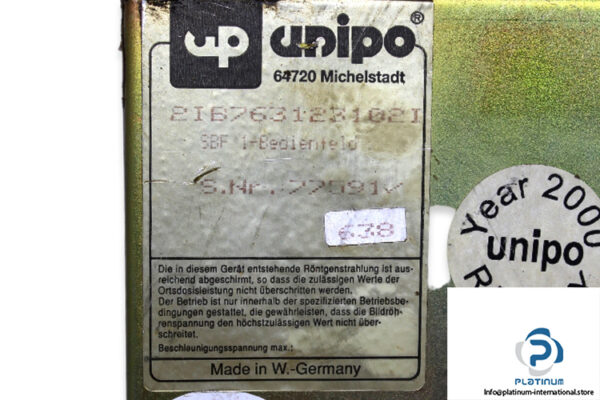 unipo®
64720 Michelstadt
2IB763123102I
SBF 1-Bedienfeld
S.Nr.:
638
Die in diesem Gerät entstehende Röntgenstrahlung ist aus-
reichend abgeschirmt, so dass die zulässigen Werte der
Ortsdosisleistung nicht überschritten werden.
Der Betrieb ist nur innerhalb der spezifizierten Betriebsbe-
dingungen gestattet, die gewährleisten, dass die Bildröh-
renspannung den höchstzulässigen Wert nicht über-
schreitet.
Beschleunigungsspannung max.:
Made in W.-Germany
Year 2000
unipo
PLATINUM
Info@platinum-international.store